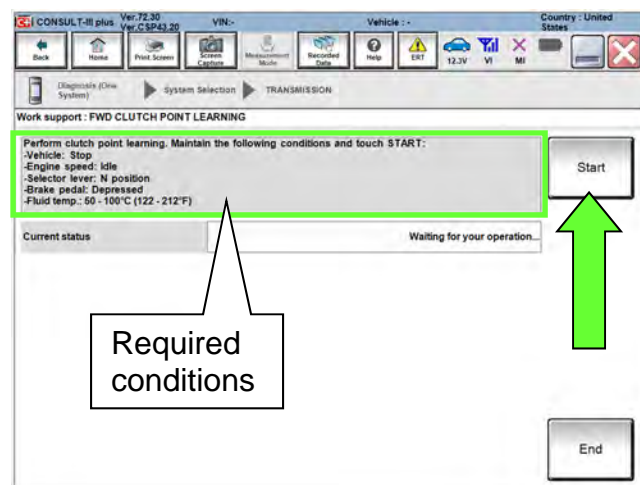 CONSULT-III plus Ver.72.30 Ver.CSP43.20 VIN:- Vehicle : - Country : United States
Back
Home
Print Screen
Screen Capture
Measurement Mode
Recorded Data
Help
ERT
12.3V
VI
MI
Diagnosis (One System)
System Selection
TRANSMISSION
Work support : FWD CLUTCH POINT LEARNING
Perform clutch point learning. Maintain the following conditions and touch START:
-Vehicle: Stop
-Engine speed: Idle
-Selector lever: N position
-Brake pedal: Depressed
-Fluid temp.: 50 - 100°C (122 - 212°F)
Start
Current status
Waiting for your operation...
Required
conditions
End